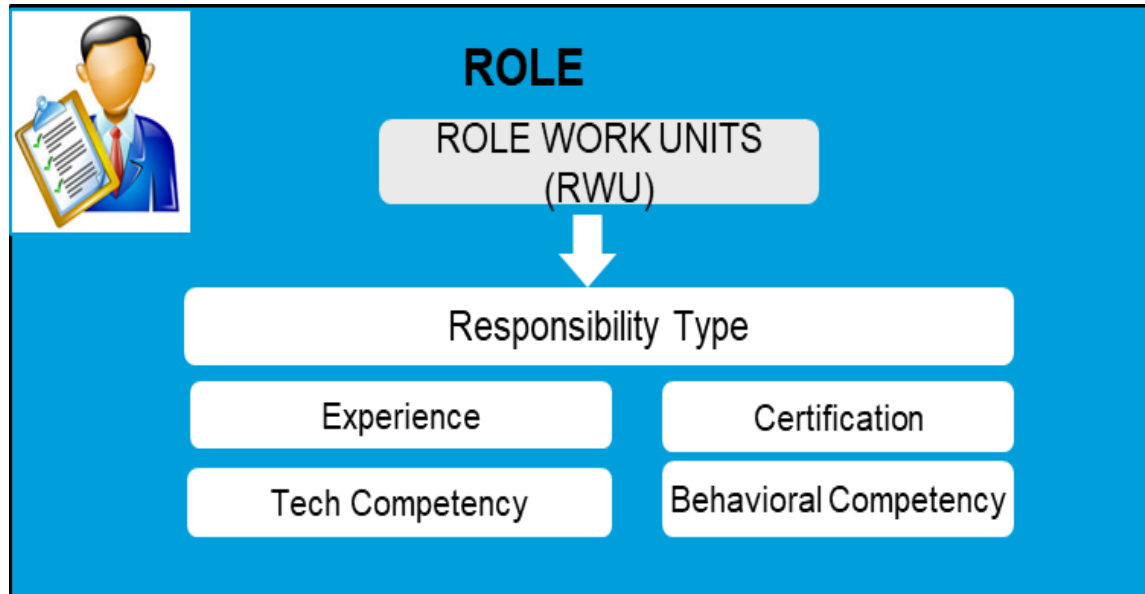 ROLE
ROLE WORK UNITS
(RWU)
Responsibility Type
Experience
Certification
Tech Competency
Behavioral Competency